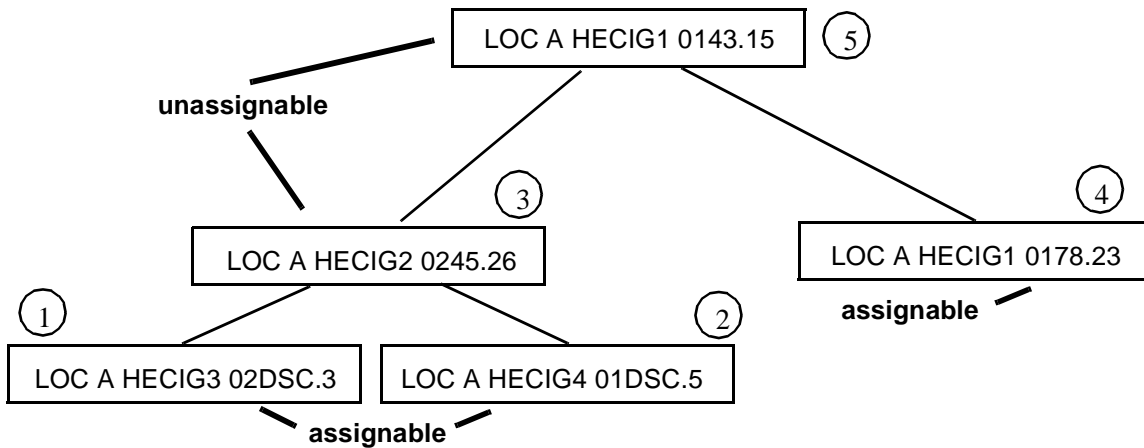 LOC A HECIG1 0143.15
5
unassignable
3
4
LOC A HECIG2 0245.26
LOC A HECIG1 0178.23
1
2
assignable
LOC A HECIG3 02DSC.3
LOC A HECIG4 01DSC.5
assignable